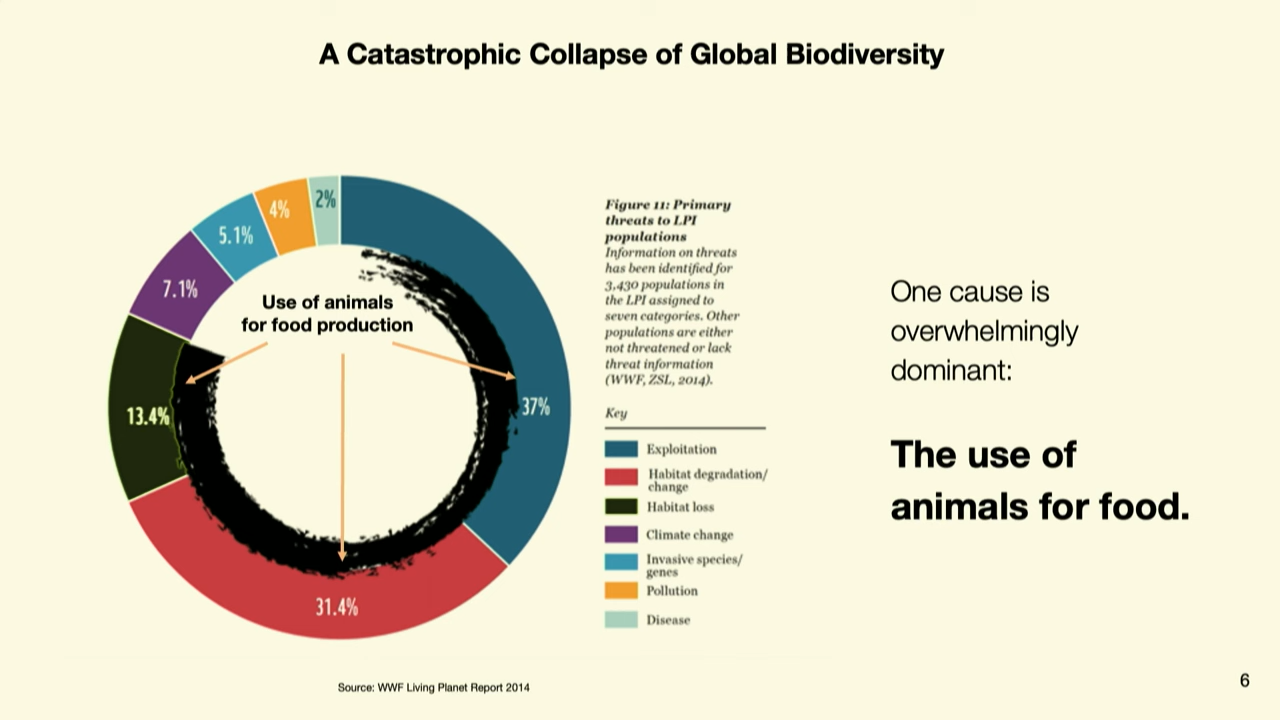 A Catastrophic Collapse of Global Biodiversity
2%
4%
5.1%
7.1%
13.4%
37%
31.4%
Use of animals
for food production
Figure 11: Primary
threats to LPI
populations
Information on threats
has been identified for
3,430 populations in
the LPI assigned to
seven categories. Other
populations are either
not threatened or lack
threat information
(WWF, ZSL, 2014).
Key
Exploitation
Habitat degradation/
change
Habitat loss
Climate change
Invasive species/
genes
Pollution
Disease
One cause is
overwhelmingly
dominant:
The use of
animals for food.
Source: WWF Living Planet Report 2014
6